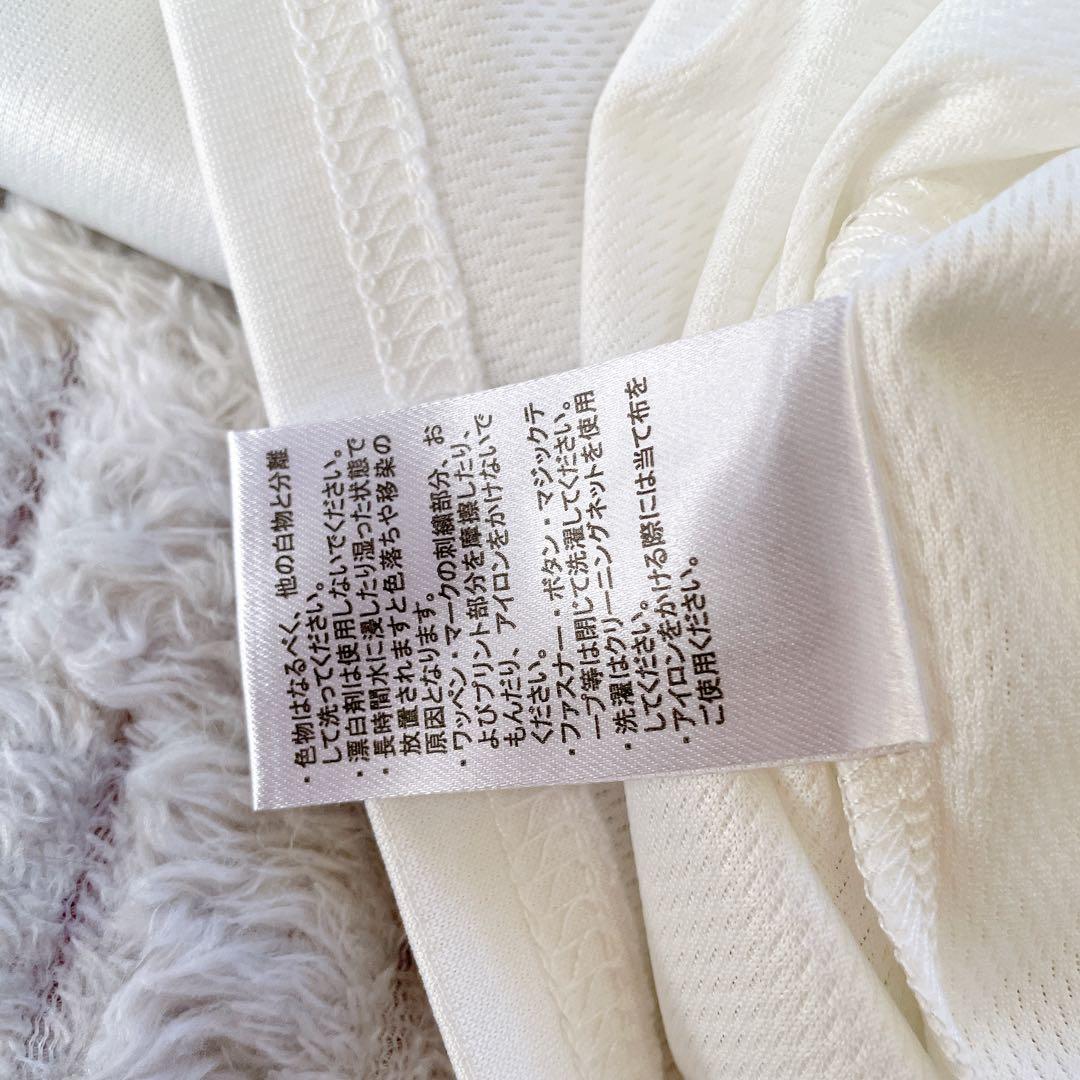 ・色物はなるべく、他の白物と分離
して洗ってください。
・漂白剤は使用しないでください。
・長時間水に浸したり湿った状態で
放置されますと色落ちや移染の
原因となります。
・ワッペン・マークの刺繍部分、お
よびプリント部分を摩擦したり、
もんだり、アイロンをかけないで
ください。
・ファスナー・ボタン・マジックテ
ープ等は閉じて洗濯してください。
・洗濯はクリーニングネットを使用
してください。
・アイロンをかける際には当て布を
ご使用ください。